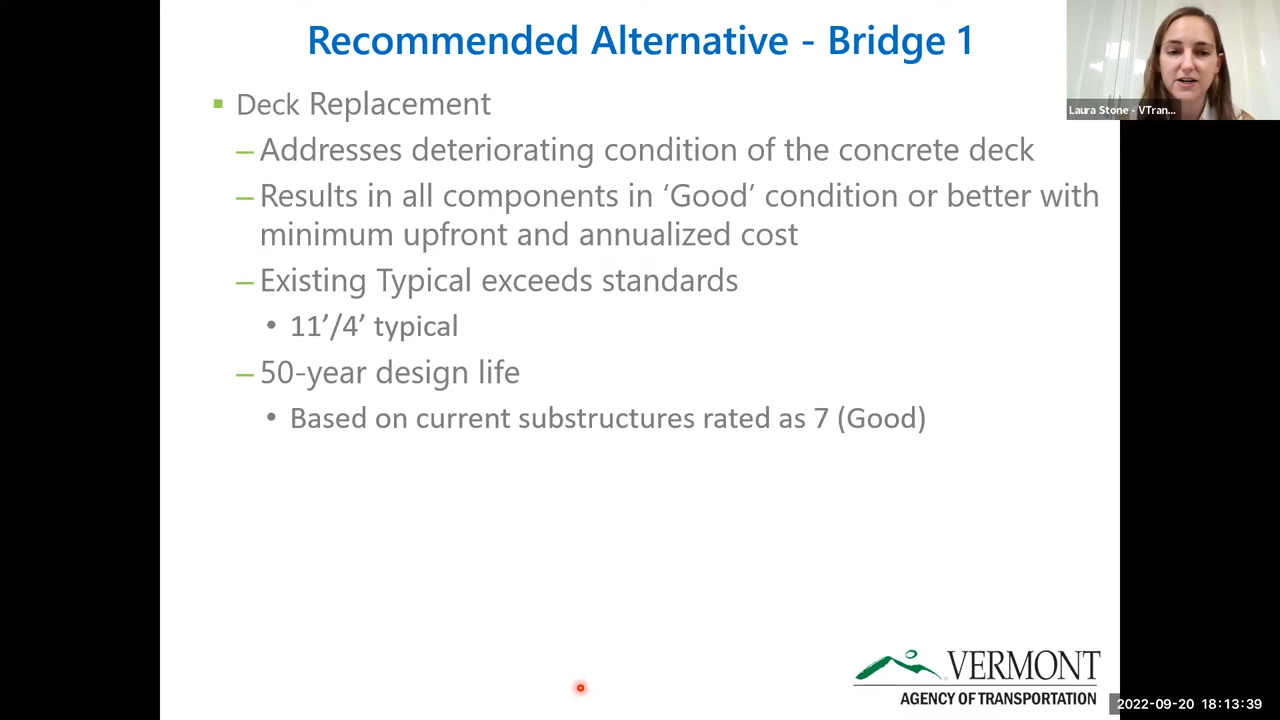 Recommended Alternative - Bridge 1
Laura Stone - VTran...
▪ Deck Replacement
– Addresses deteriorating condition of the concrete deck
– Results in all components in ‘Good’ condition or better with
minimum upfront and annualized cost
– Existing Typical exceeds standards
• 11’/4’ typical
– 50-year design life
• Based on current substructures rated as 7 (Good)
VERMONT
AGENCY OF TRANSPORTATION
2022-09-20 18:13:39